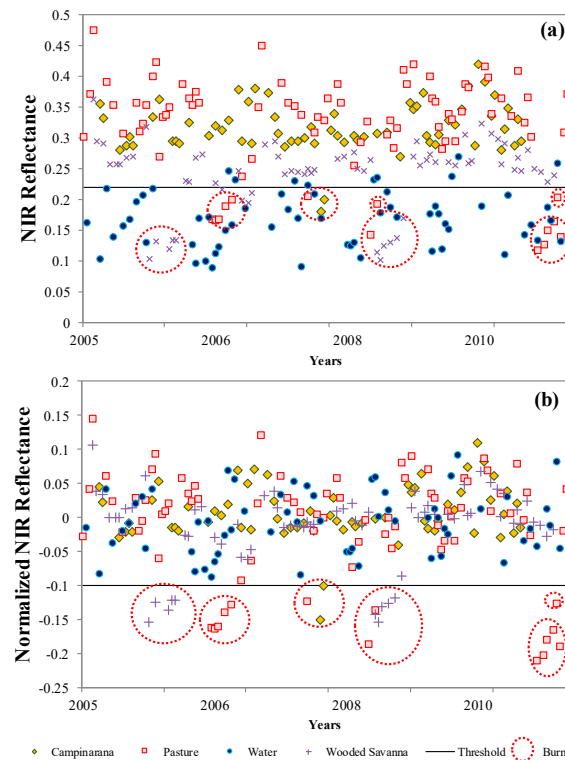 (a)
NIR Reflectance
0.5
0.45
0.4
0.35
0.3
0.25
0.2
0.15
0.1
0.05
0
2005 2006 2008 2010
Years
(b)
Normalized NIR Reflectance
0.2
0.15
0.1
0.05
0
-0.05
-0.1
-0.15
-0.2
-0.25
2005 2006 2008 2010
Years
Campinarana Pasture Water Wooded Savanna Threshold Burn